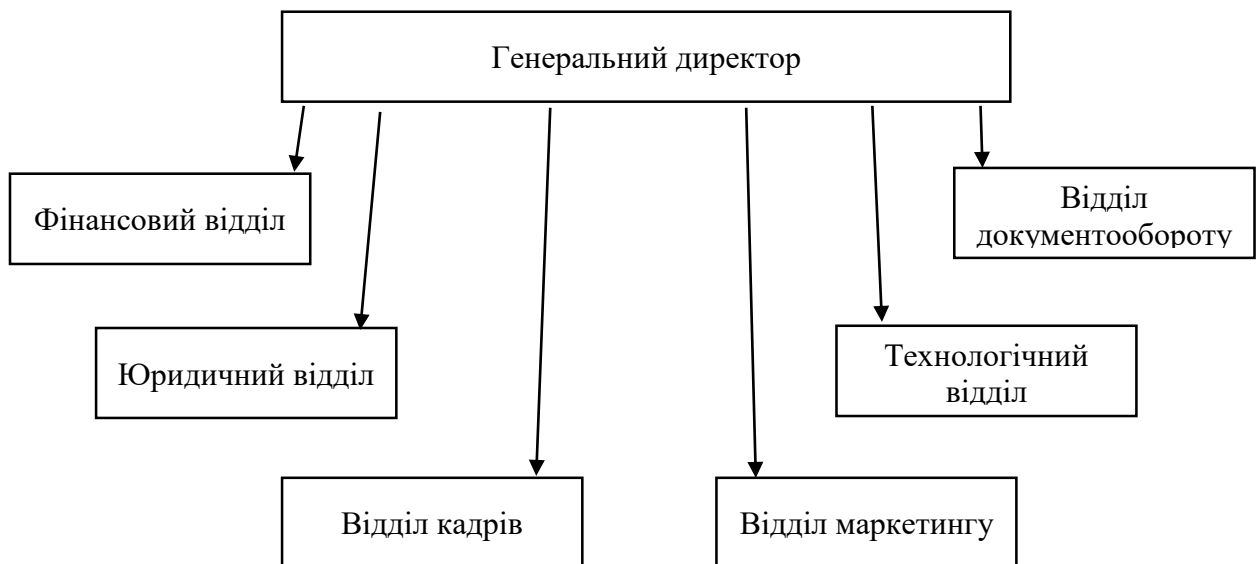 Генеральний директор
Фінансовий відділ
Відділ
документообороту
Юридичний відділ
Технологічний
відділ
Відділ кадрів
Відділ маркетингу